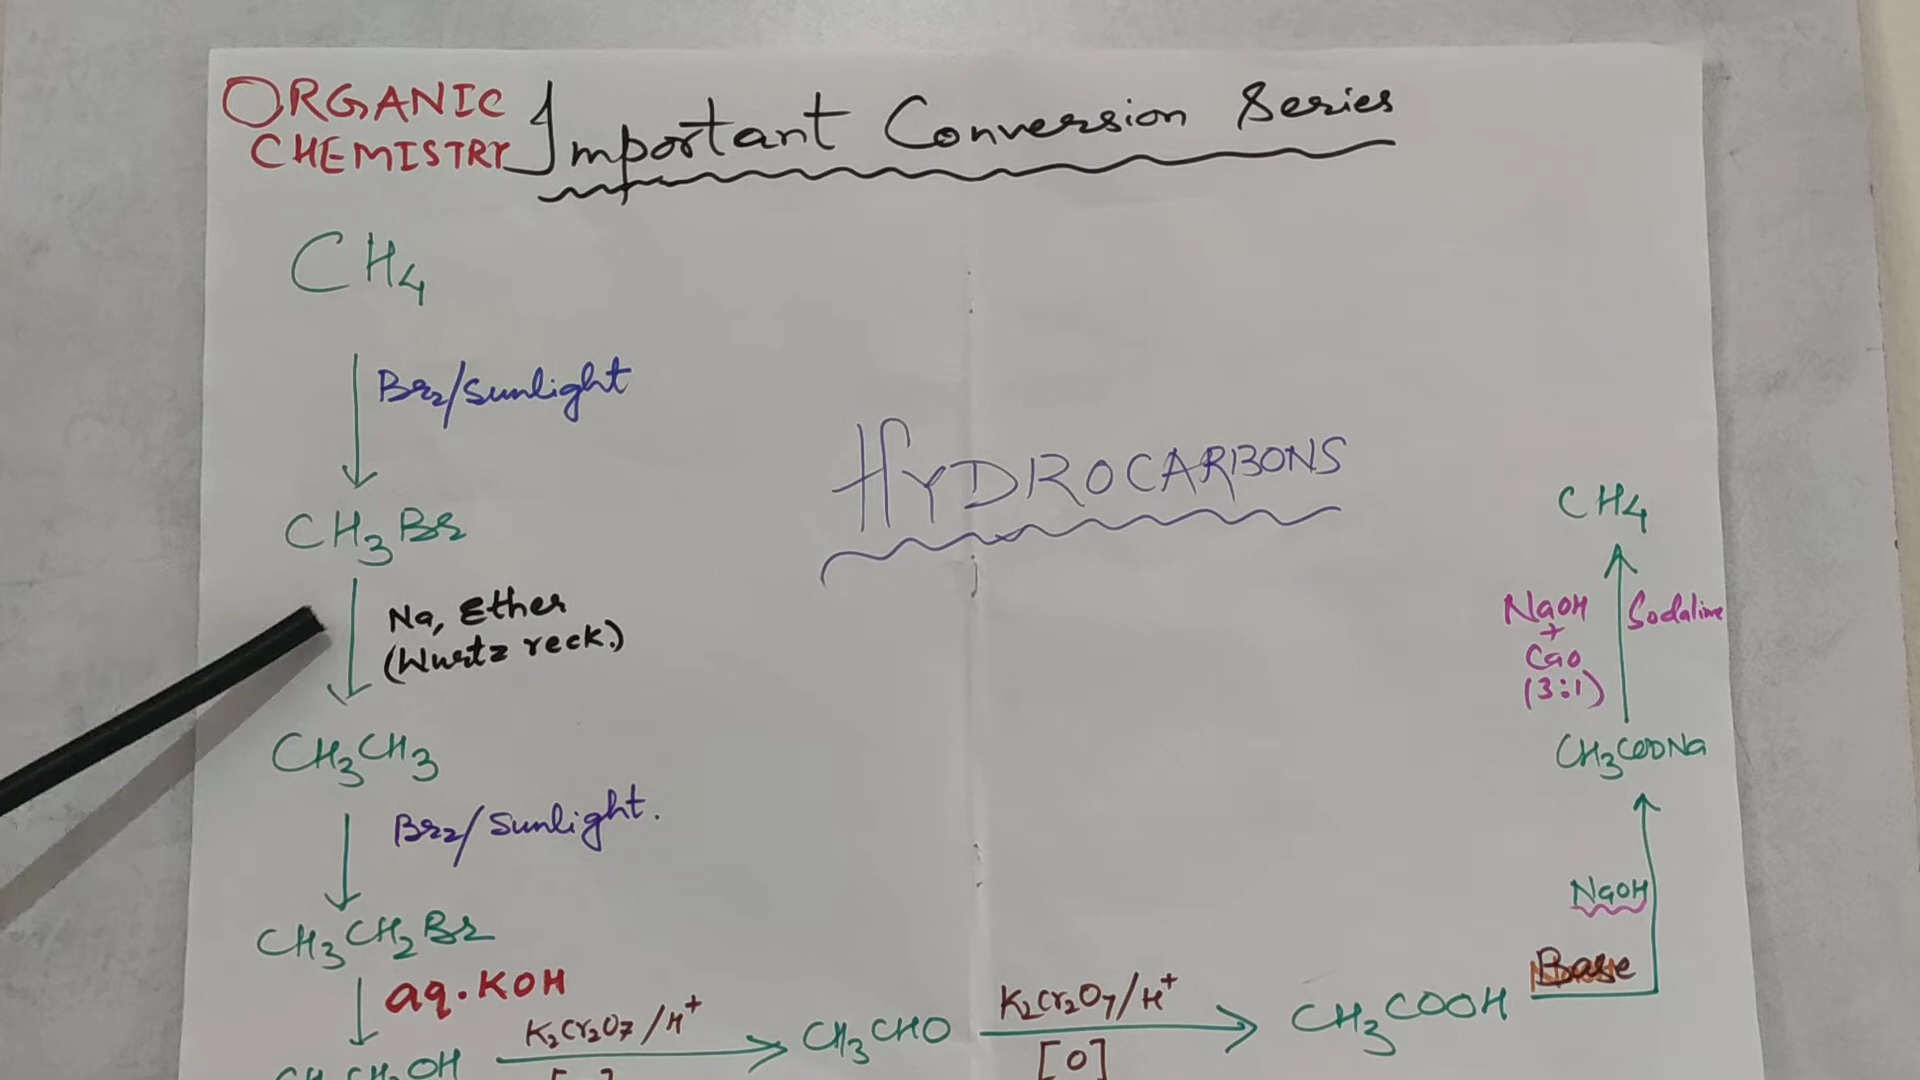 ORGANIC
CHEMISTRY
Important Conversion Series
CH4
Br2/Sunlight
CH3Br
Na, Ether
(Wurtz reck.)
HYDROCARBONS
CH3CH3
Br2/Sunlight.
CH3CH2Br
aq.KOH
K2Cr2O7/H+
CH3CHO
K2Cr2O7/H+
[O]
CH3COOH
Base
NaOH
CH3COONa
NaOH
+
CaO
(3:1)
Sodalime
CH4